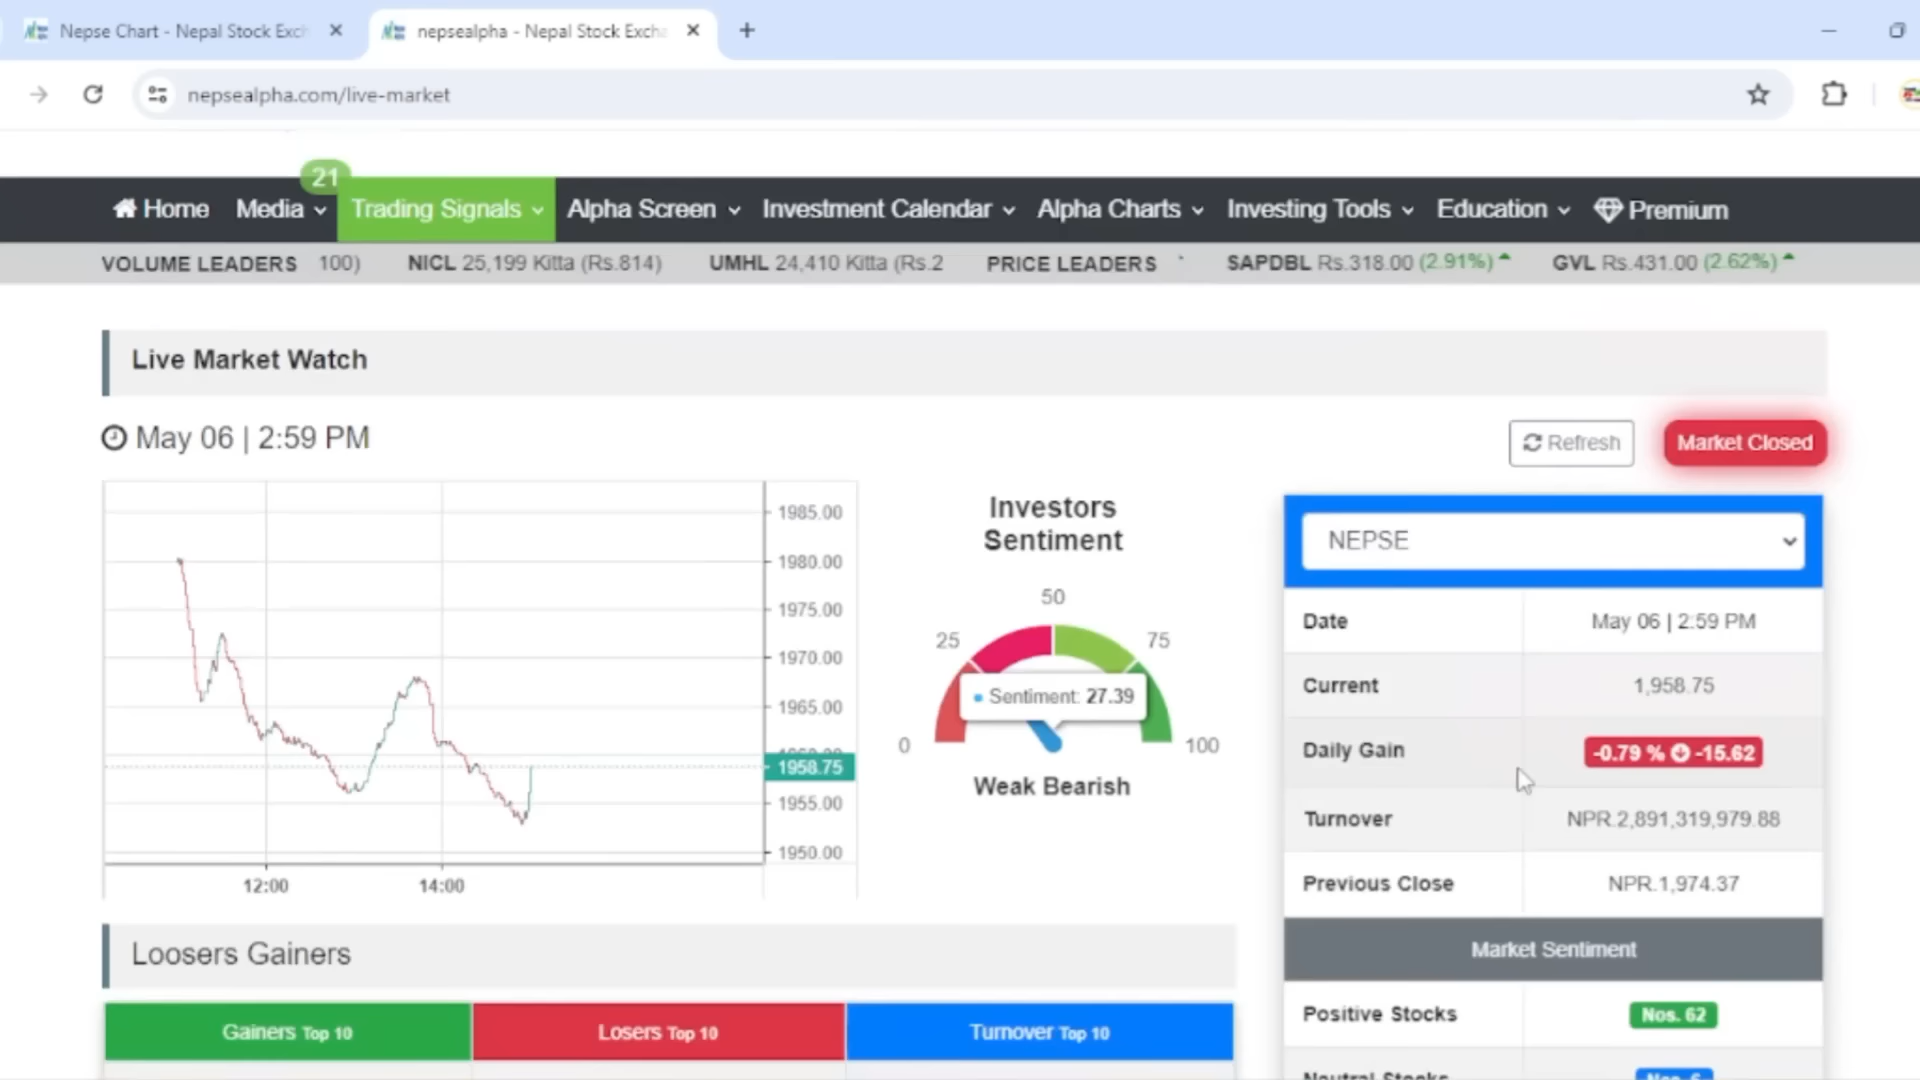 Nepse Chart - Nepal Stock Exch
nepsealpha - Nepal Stock Excha
nepsealpha.com/live-market
21
Home Media Trading Signals Alpha Screen Investment Calendar Alpha Charts Investing Tools Education Premium
VOLUME LEADERS 100) NICL 25,199 Kitta (Rs.814) UMHL 24,410 Kitta (Rs.2 PRICE LEADERS SAPDBL Rs.318.00 (2.91%) GVL Rs.431.00 (2.62%)
Live Market Watch
May 06 | 2:59 PM
Refresh
Market Closed
1985.00
1980.00
1975.00
1970.00
1965.00
1960.00
1958.75
1955.00
1950.00
12:00 14:00
Investors
Sentiment
50
25 75
Sentiment: 27.39
0 100
Weak Bearish
NEPSE
Date May 06 | 2:59 PM
Current 1,958.75
Daily Gain -0.79 % -15.62
Turnover NPR.2,891,319,979.88
Previous Close NPR.1,974.37
Market Sentiment
Positive Stocks Nos. 62
Neutral Stocks Nos. 6
Loosers Gainers
Gainers Top 10 Losers Top 10 Turnover Top 10